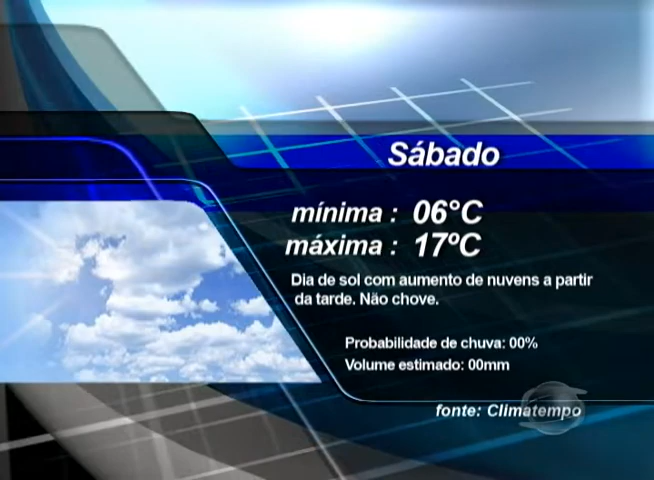 Sábado
mínima : 06°C
máxima : 17ºC
Dia de sol com aumento de nuvens a partir
da tarde. Não chove.
Probabilidade de chuva: 00%
Volume estimado: 00mm
fonte: Climatempo